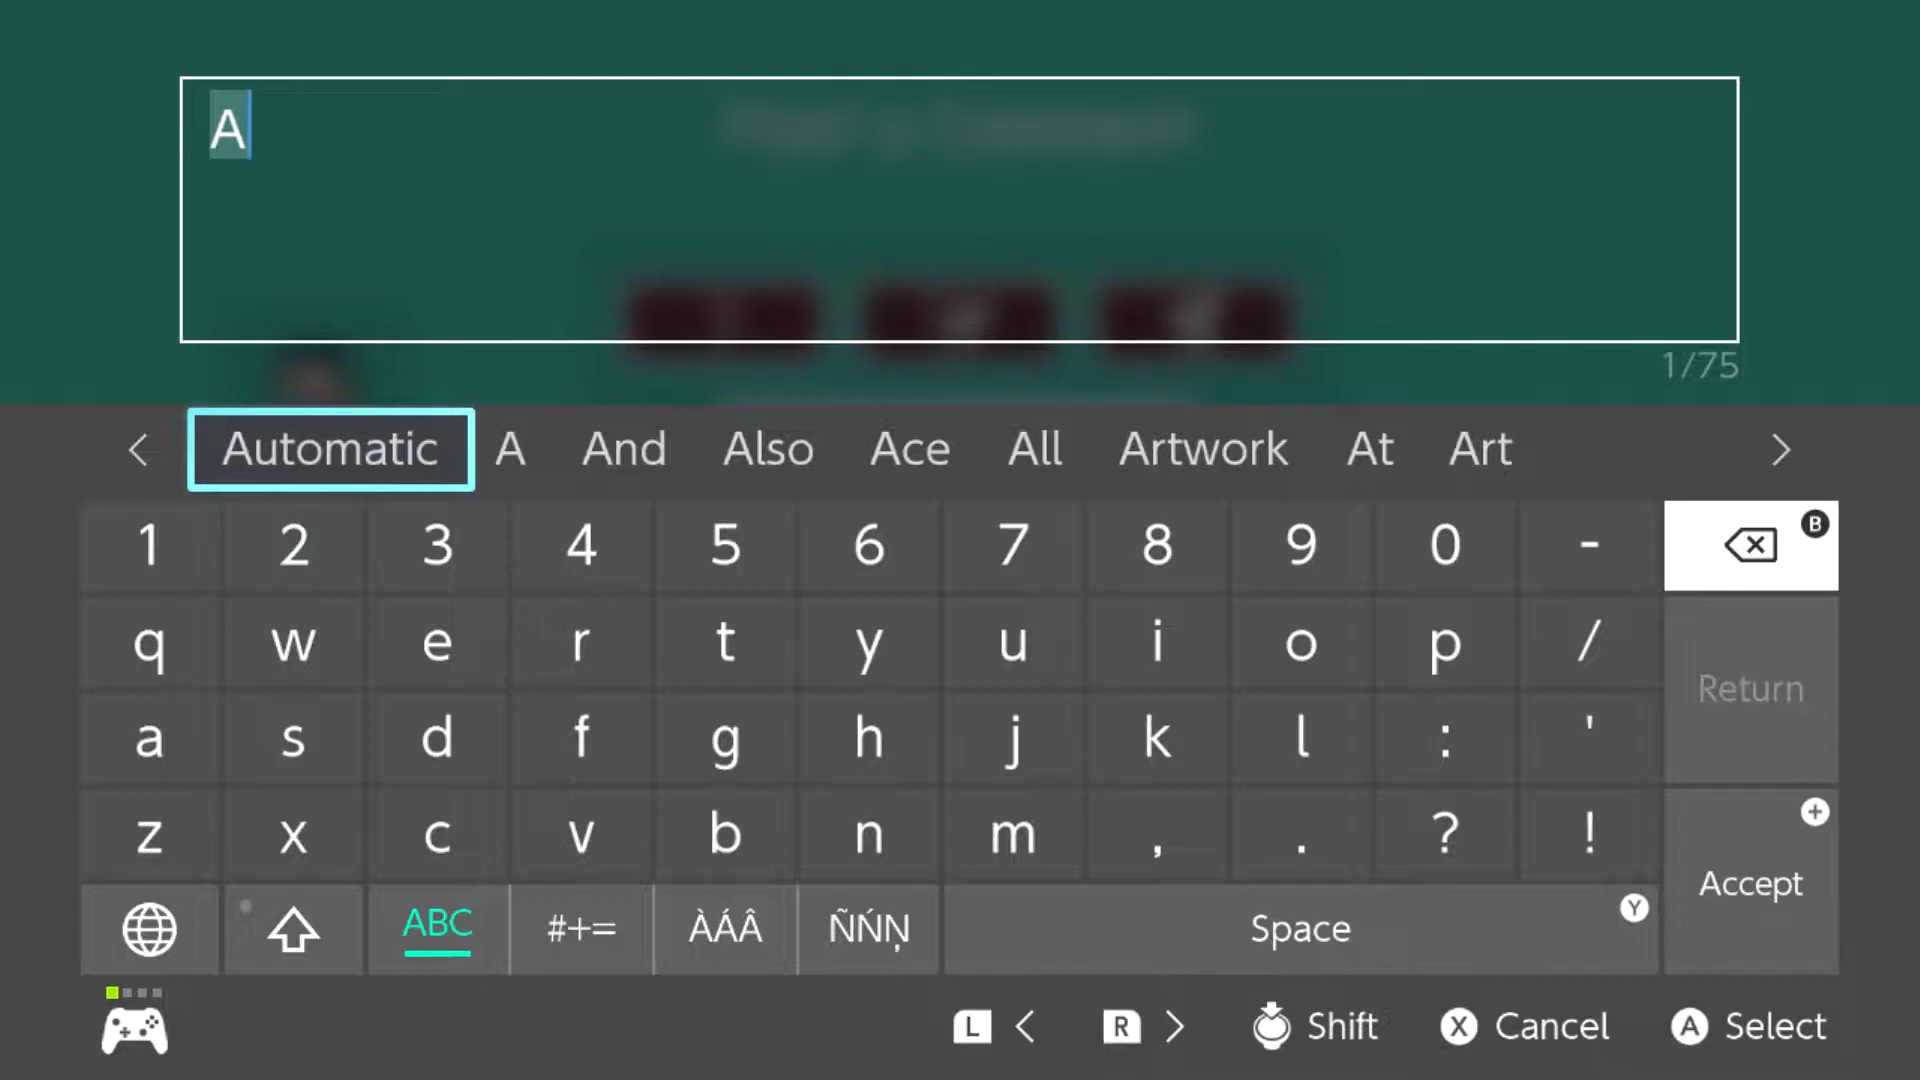 A
1/75
Automatic A And Also Ace All Artwork At Art
1 2 3 4 5 6 7 8 9 0 - B
q w e r t y u i o p /
Return
a s d f g h j k l : '
z x c v b n m , . ? ! +
Accept
ABC #+= ÀÁÂ ÑŃŅ Space Y
L < R > Shift X Cancel A Select